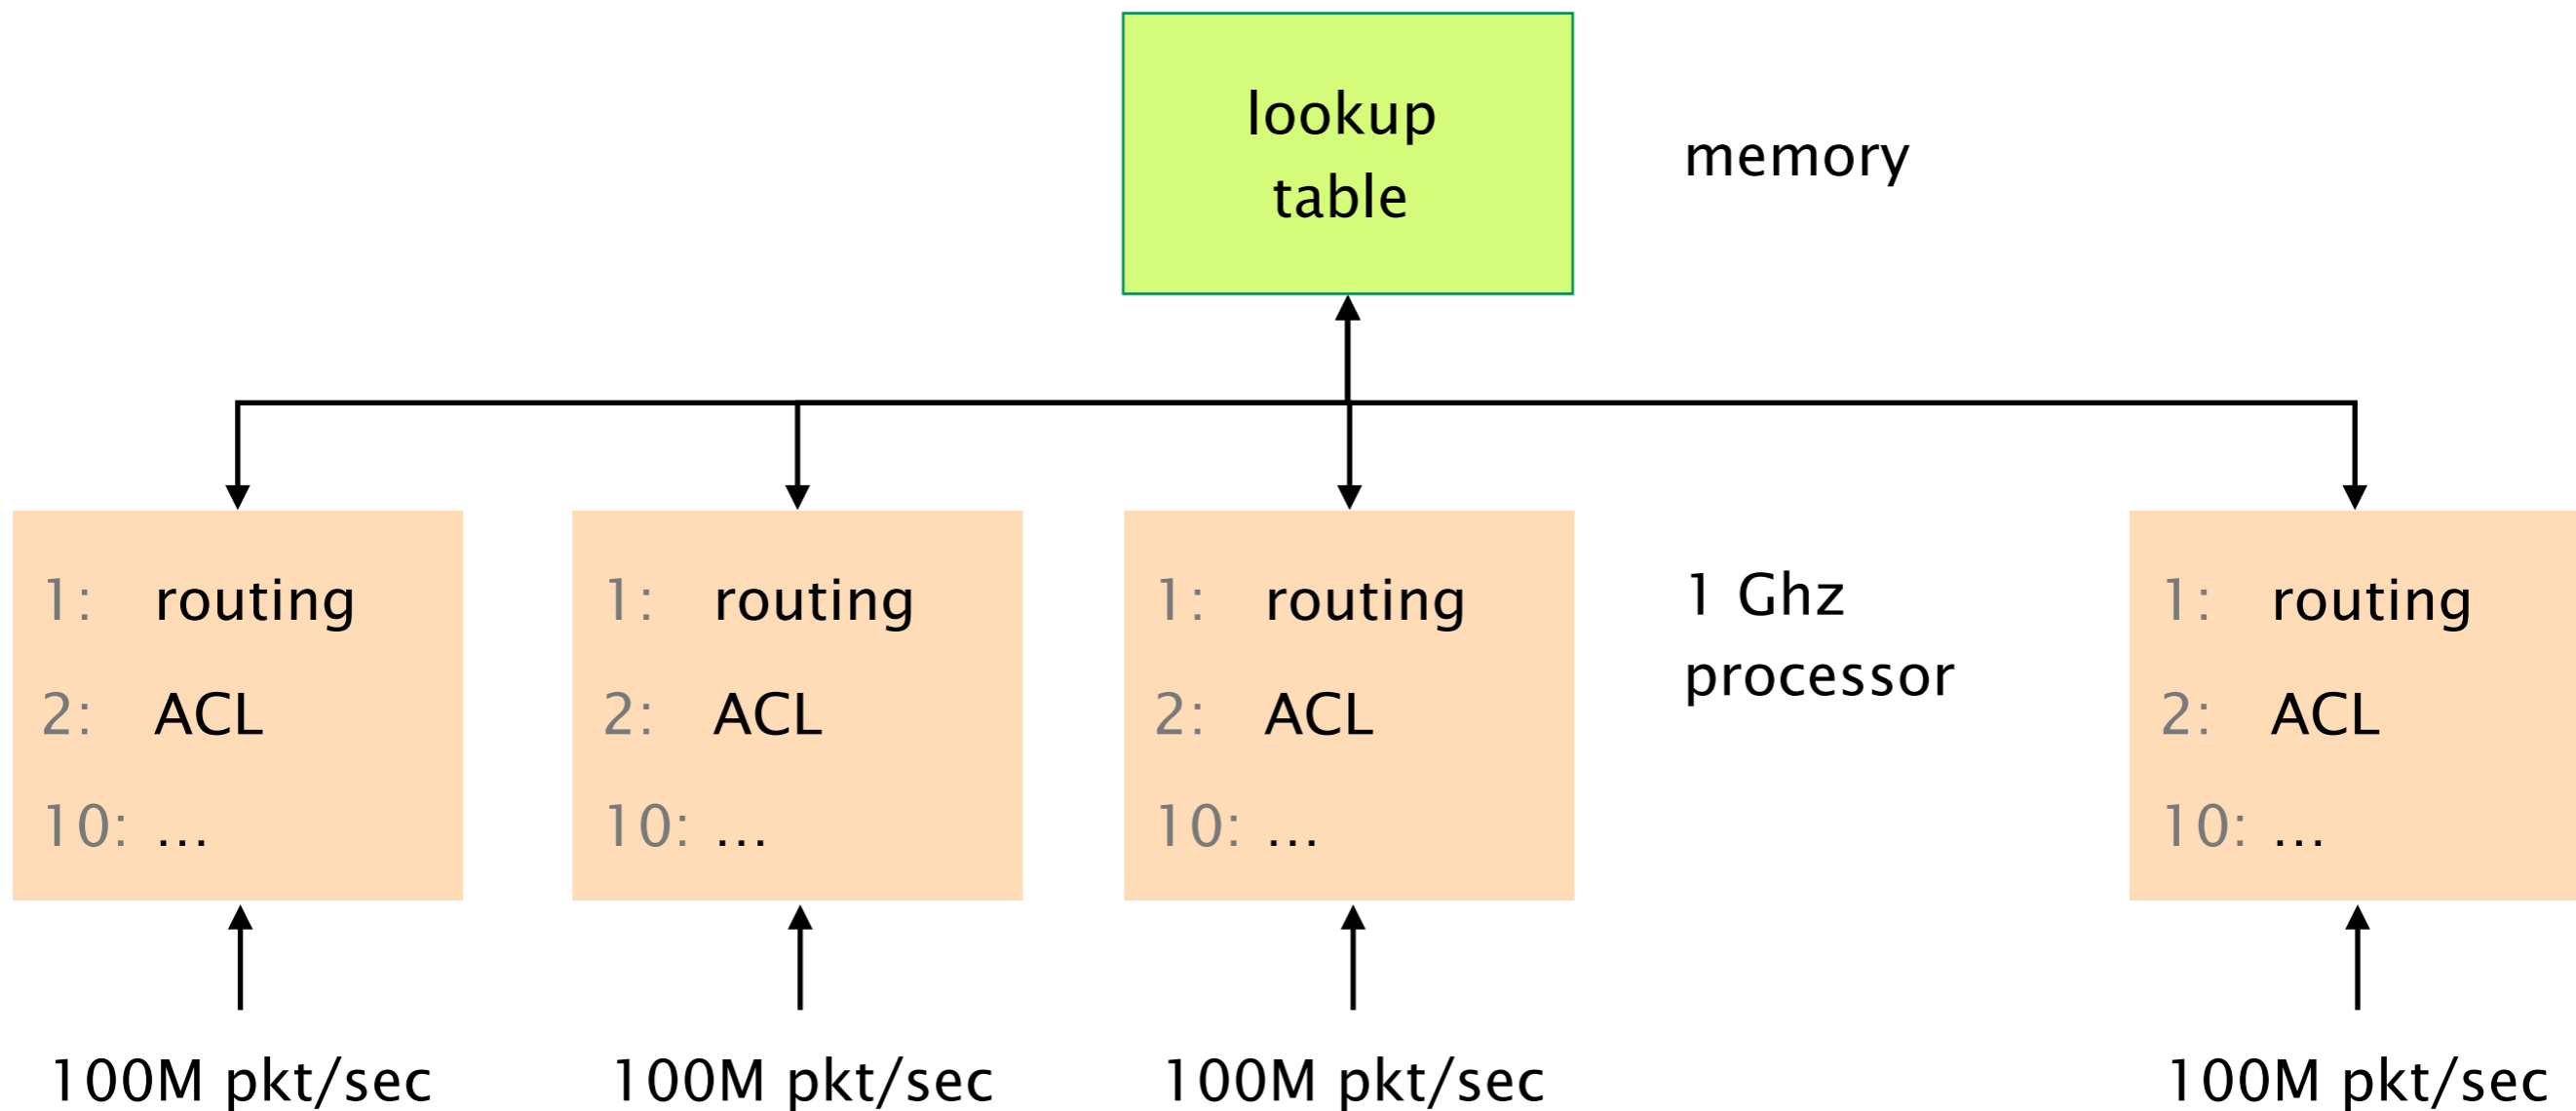 lookup
table
memory
1: routing
2: ACL
10: ...
1: routing
2: ACL
10: ...
1: routing
2: ACL
10: ...
1 Ghz
processor
1: routing
2: ACL
10: ...
100M pkt/sec
100M pkt/sec
100M pkt/sec
100M pkt/sec